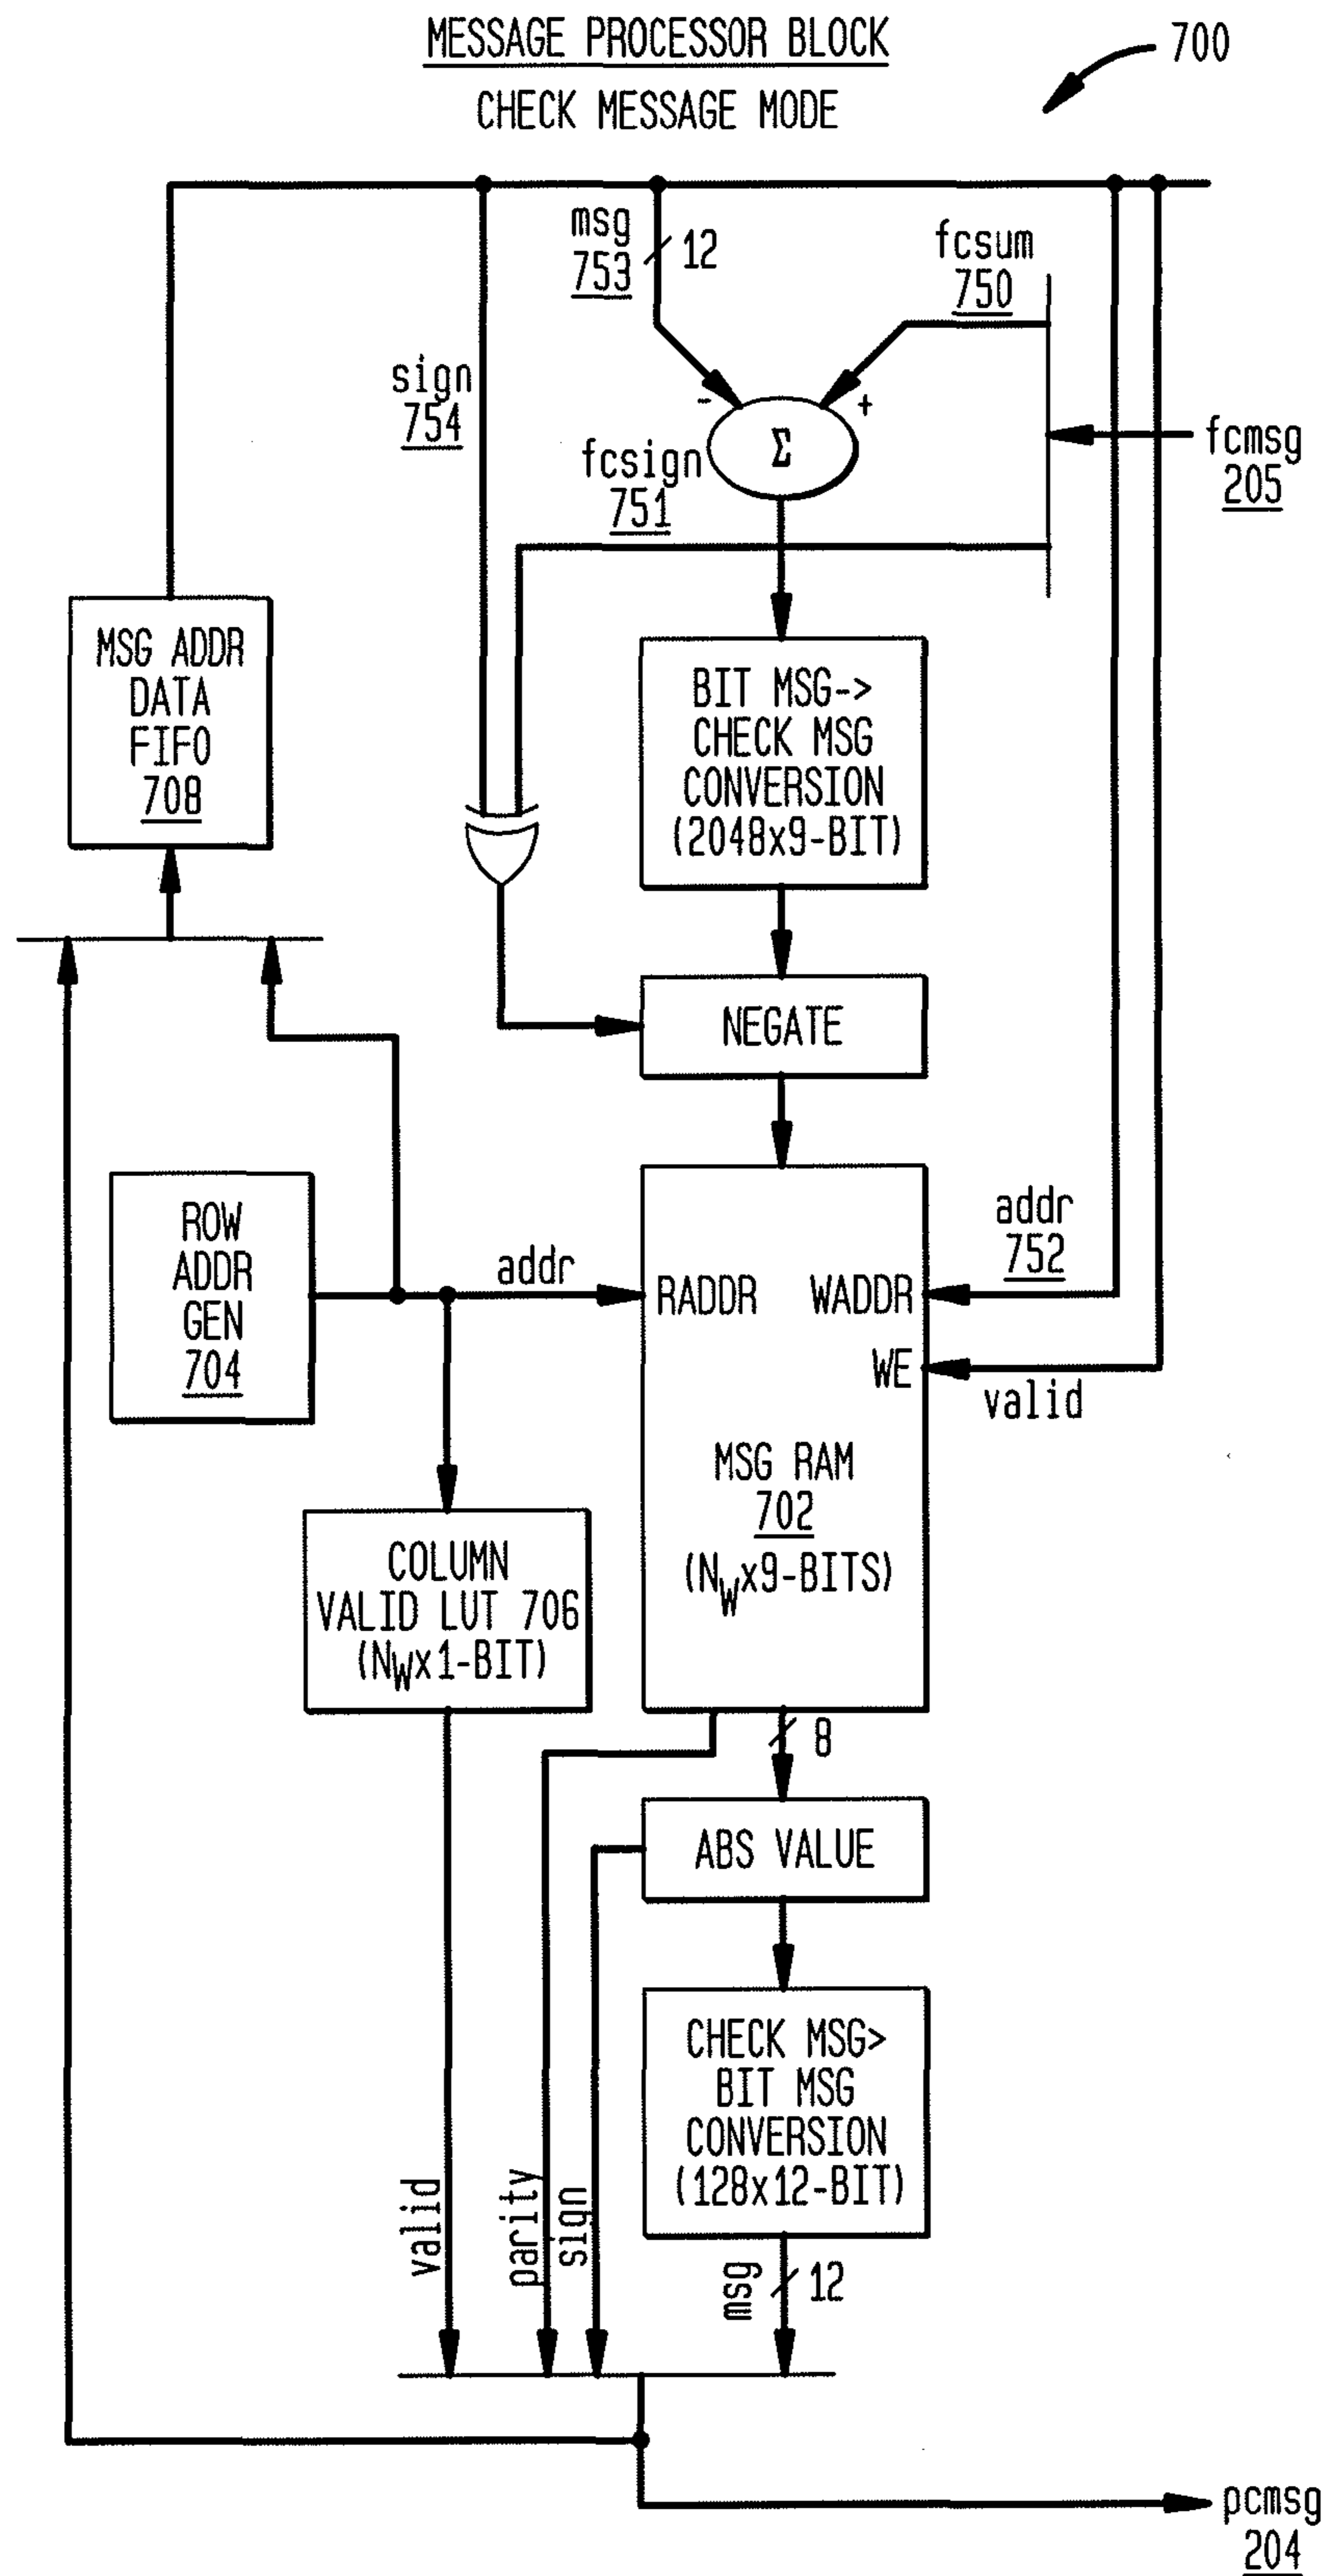 MESSAGE PROCESSOR BLOCK
CHECK MESSAGE MODE
700
msg
753
12
fcsum
750
sign
754
-
+
Σ
fcsign
751
fcmsg
205
MSG ADDR
DATA
FIFO
708
BIT MSG->
CHECK MSG
CONVERSION
(2048x9-BIT)
NEGATE
ROW
ADDR
GEN
704
addr
RADDR
WADDR
addr
752
WE
valid
MSG RAM
702
(NWx9-BITS)
COLUMN
VALID LUT 706
(NWx1-BIT)
8
ABS VALUE
CHECK MSG>
BIT MSG
CONVERSION
(128x12-BIT)
valid
parity
sign
msg
12
pcmsg
204